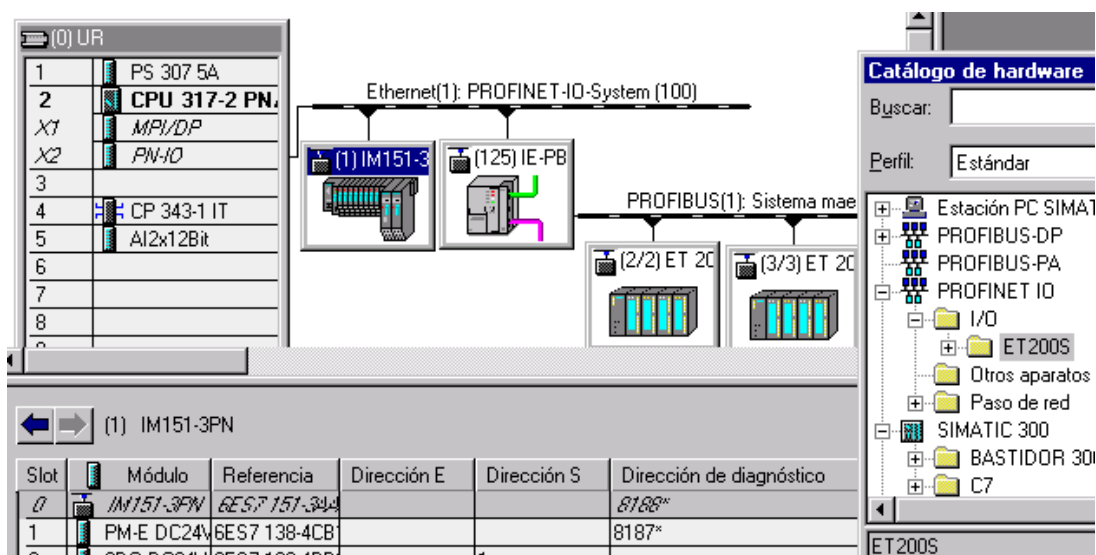 (0) UR
1 PS 307 5A
2 CPU 317-2 PN
X1 MPI/DP
X2 PN-IO
3
4 CP 343-1 IT
5 AI2x12Bit
6
7
8
Ethernet(1): PROFINET-IO-System (100)
(1) IM151-3
(125) IE-PB
PROFIBUS(1): Sistema mae
(2/2) ET 20
(3/3) ET 20
Catálogo de hardware
Buscar:
Perfil: Estándar
Estación PC SIMAT
PROFIBUS-DP
PROFIBUS-PA
PROFINET IO
I/O
ET200S
Otros aparatos
Paso de red
SIMATIC 300
BASTIDOR 300
C7
ET200S
(1) IM151-3PN
Slot Módulo Referencia Dirección E Dirección S Dirección de diagnóstico
0 IM151-3PN 6ES7 151-3AA 8188*
1 PM-E DC24V 6ES7 138-4CB 8187*